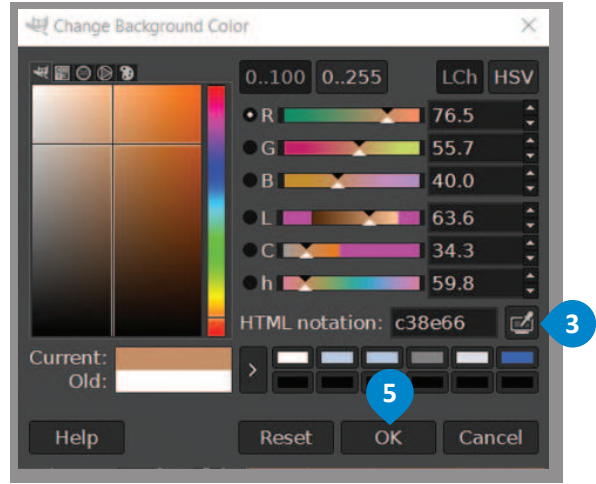 Change Background Color
0..100 0..255 LCh HSV
R 76.5
G 55.7
B 40.0
L 63.6
C 34.3
h 59.8
HTML notation: c38e66 3
Current:
Old:
>
5
Help Reset OK Cancel